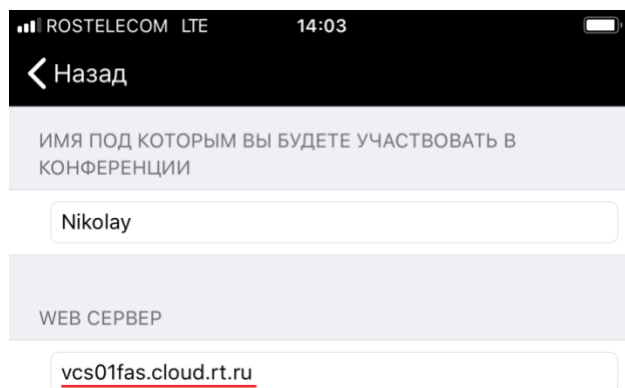 ROSTELECOM LTE 14:03
Назад
ИМЯ ПОД КОТОРЫМ ВЫ БУДЕТЕ УЧАСТВОВАТЬ В
КОНФЕРЕНЦИИ
Nikolay
WEB СЕРВЕР
vcs01fas.cloud.rt.ru